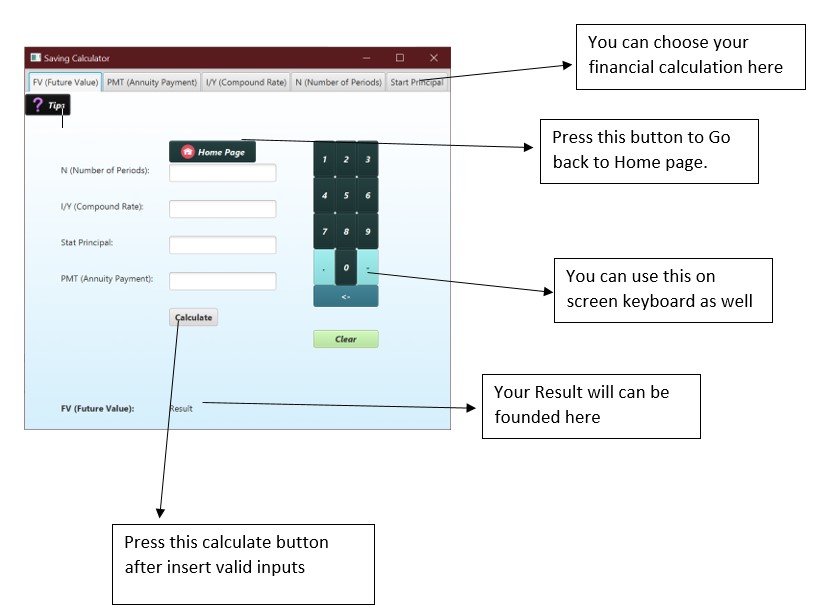 Saving Calculator
FV (Future Value) PMT (Annuity Payment) I/Y (Compound Rate) N (Number of Periods) Start Principal
? Tips
Home Page
N (Number of Periods):
I/Y (Compound Rate):
Stat Principal:
PMT (Annuity Payment):
1 2 3
4 5 6
7 8 9
. 0 -
<-
Calculate
Clear
FV (Future Value): Result
You can choose your
financial calculation here
Press this button to Go
back to Home page.
You can use this on
screen keyboard as well
Your Result will can be
founded here
Press this calculate button
after insert valid inputs